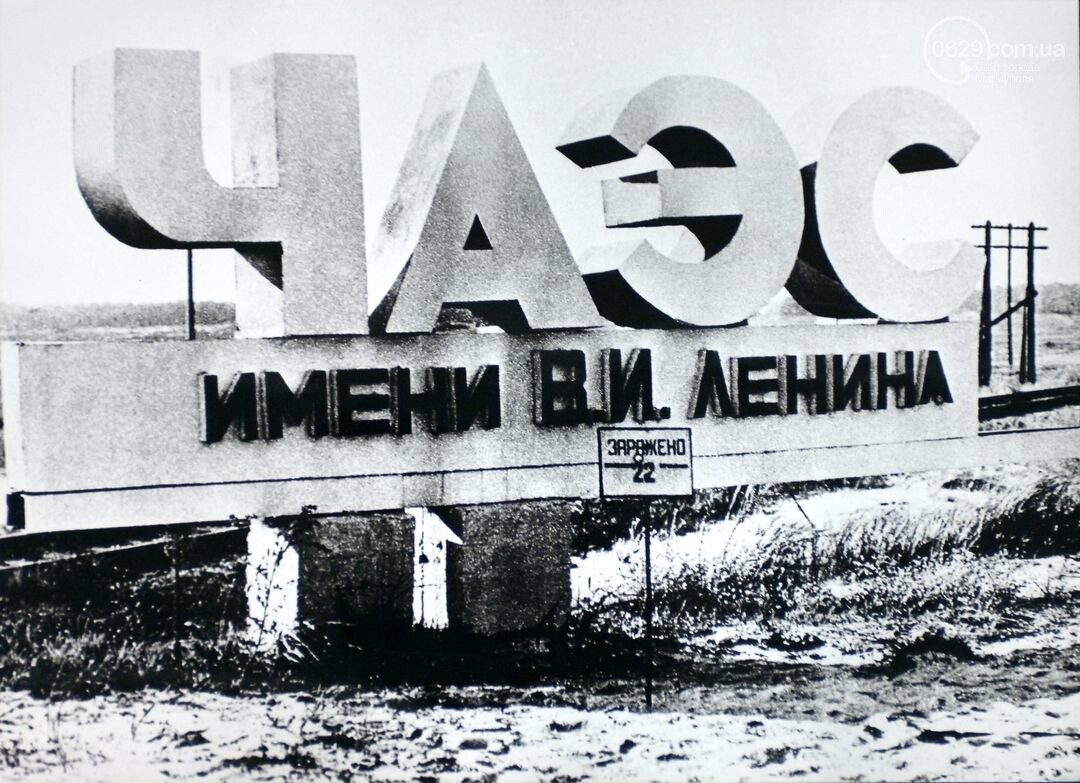 0629.com.ua
ЧАЭС
ИМЕНИ В.И. ЛЕНИНА
ЗАРАЖЕНО
22